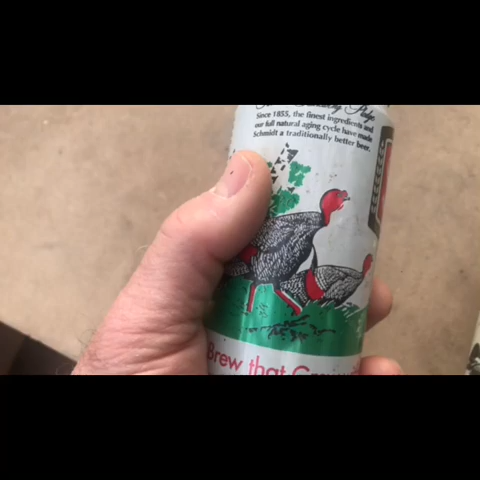 Since 1855, the finest ingredients and
our full natural aging cycle have made
Schmidt a traditionally better beer.
Brew that